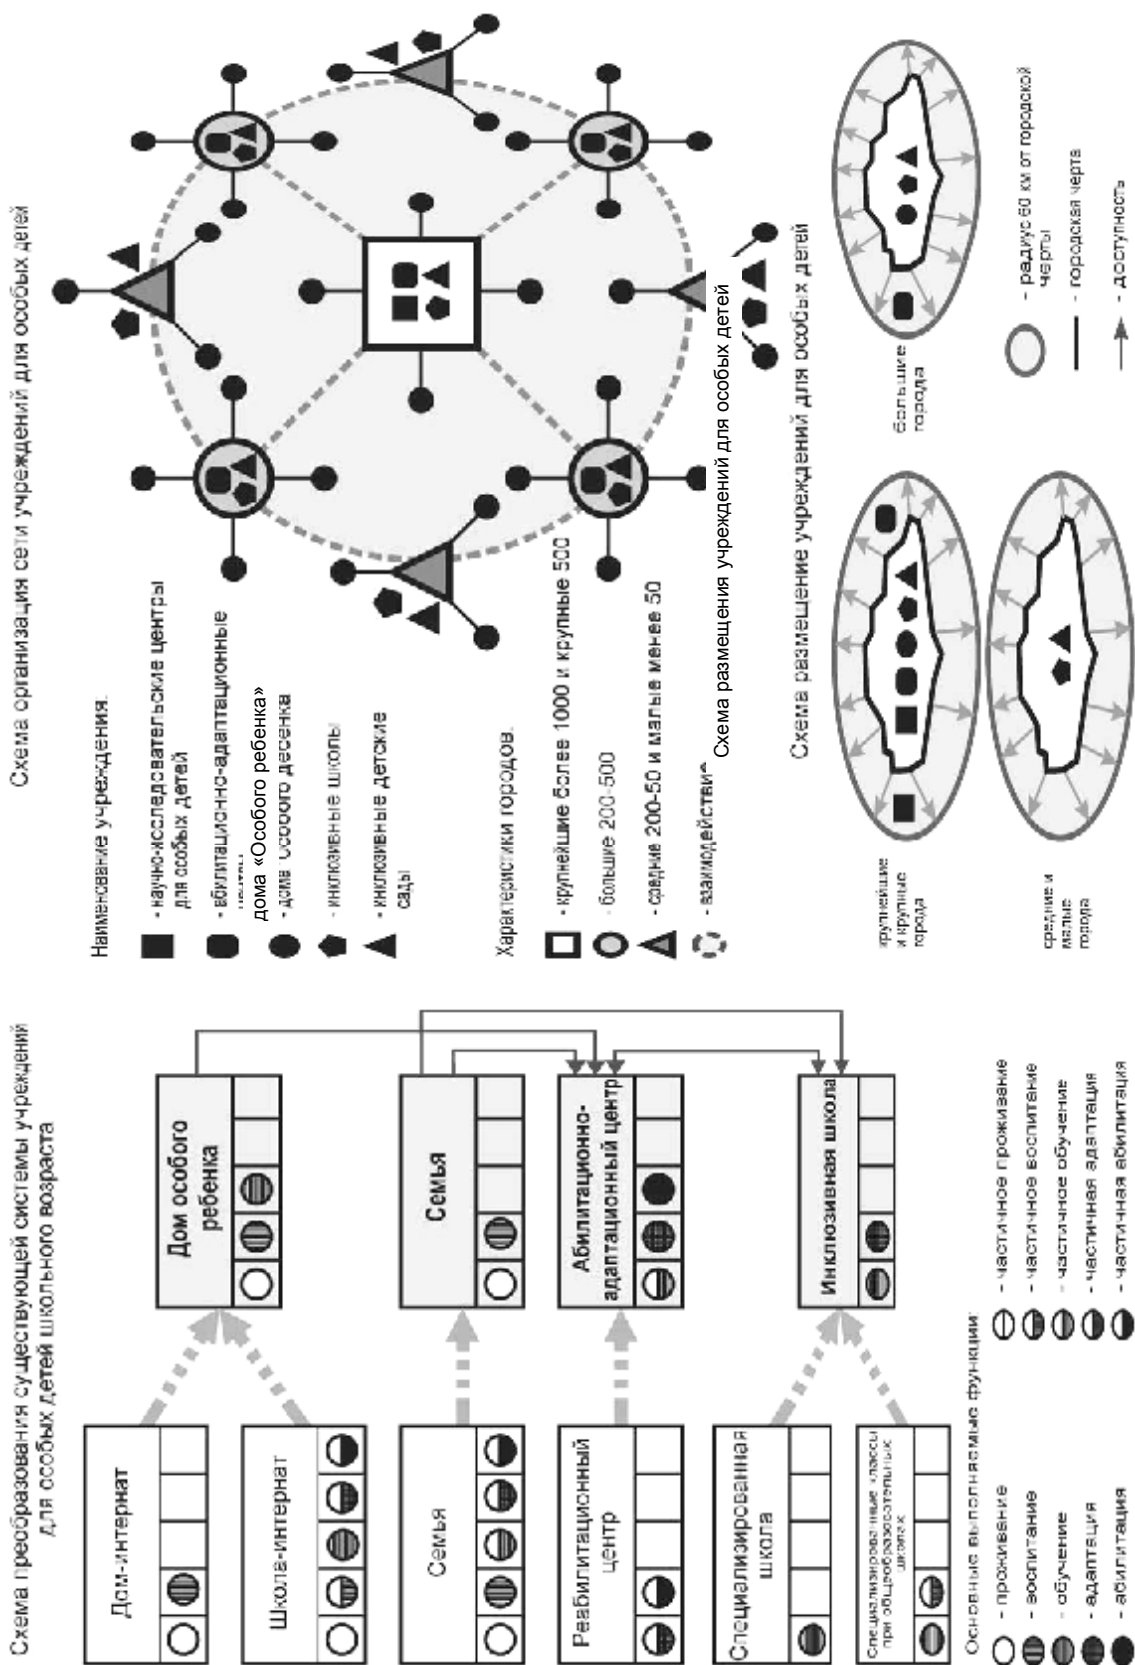 Схема преобразования существующей системы учреждений
для особых детей школьного возраста
Дом-интернат
Школа-интернат
Семья
Реабилитационный
центр
Специализированная
школа
Специализированные классы
при общеобразовательных
школах
Дом особого
ребенка
Семья
Абилитационно-
адаптационный центр
Инклюзивная школа
Основные выполняемые функции:
- проживание
- воспитание
- обучение
- адаптация
- абилитация
- частичное проживание
- частичное воспитание
- частичное обучение
- частичная адаптация
- частичная абилитация
Схема организация сети учреждений для особых детей
Наименование учреждения:
- научно-исследовательские центры
для особых детей
- абилитационно-адаптационные
дома «Особого ребенка»
- инклюзивные школы
- инклюзивные детские
сады
Характеристики городов:
- крупнейшие более 1000 и крупные 500
- большие 200-500
- средние 200-50 и малые менее 50
- взаимодействие
Схема размещения учреждений для особых детей
Схема размещение учреждений для особых детей
крупнейшие
и крупные
города
большие
города
средние и
малые
города
- радиус 60 км от городской
черты
- городская черта
- доступность